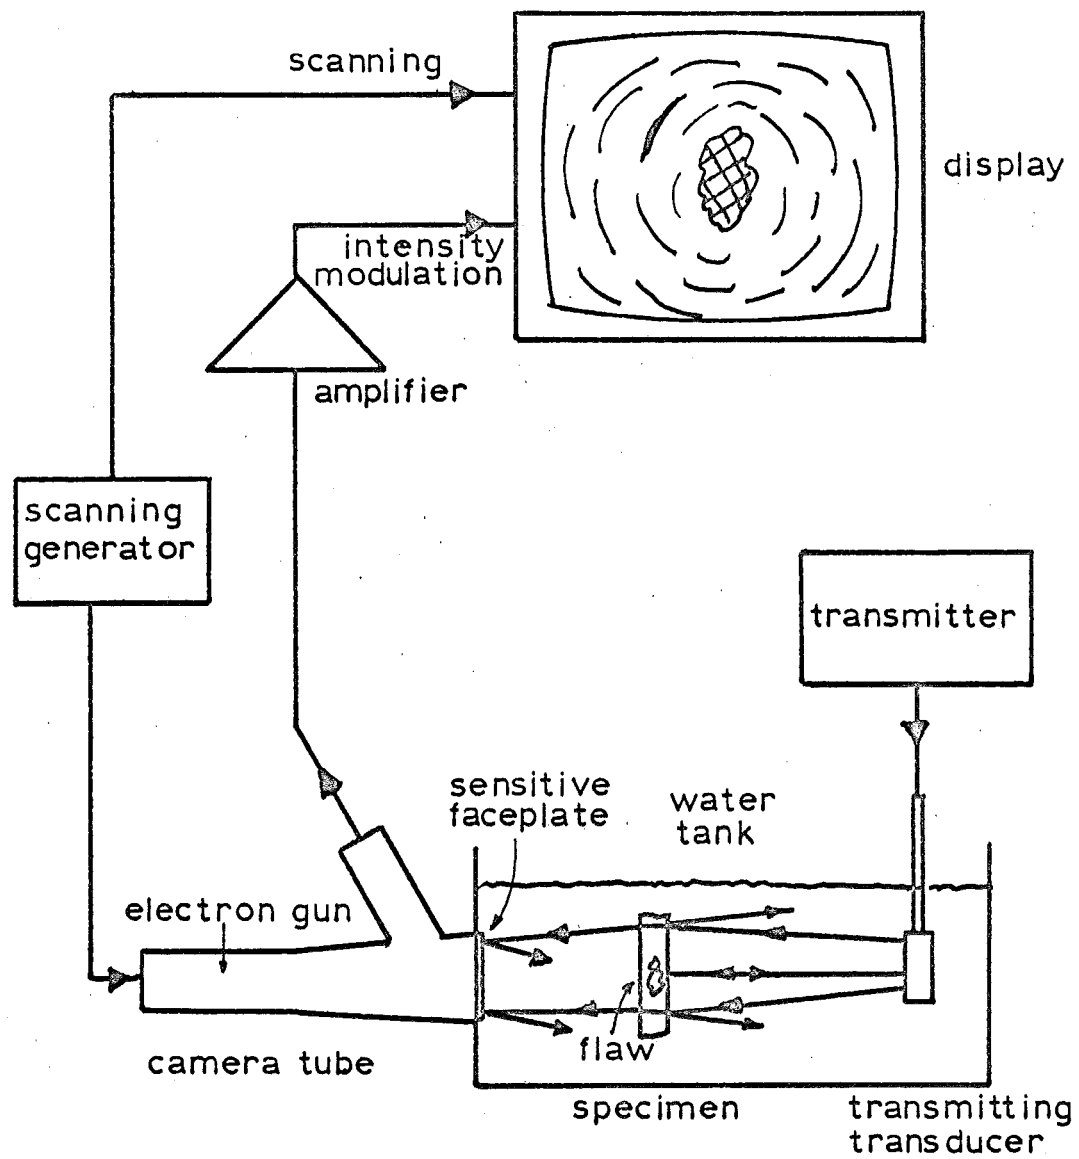 scanning
display
intensity
modulation
amplifier
scanning
generator
transmitter
sensitive
faceplate
water
tank
electron gun
flaw
camera tube
specimen
transmitting
transducer